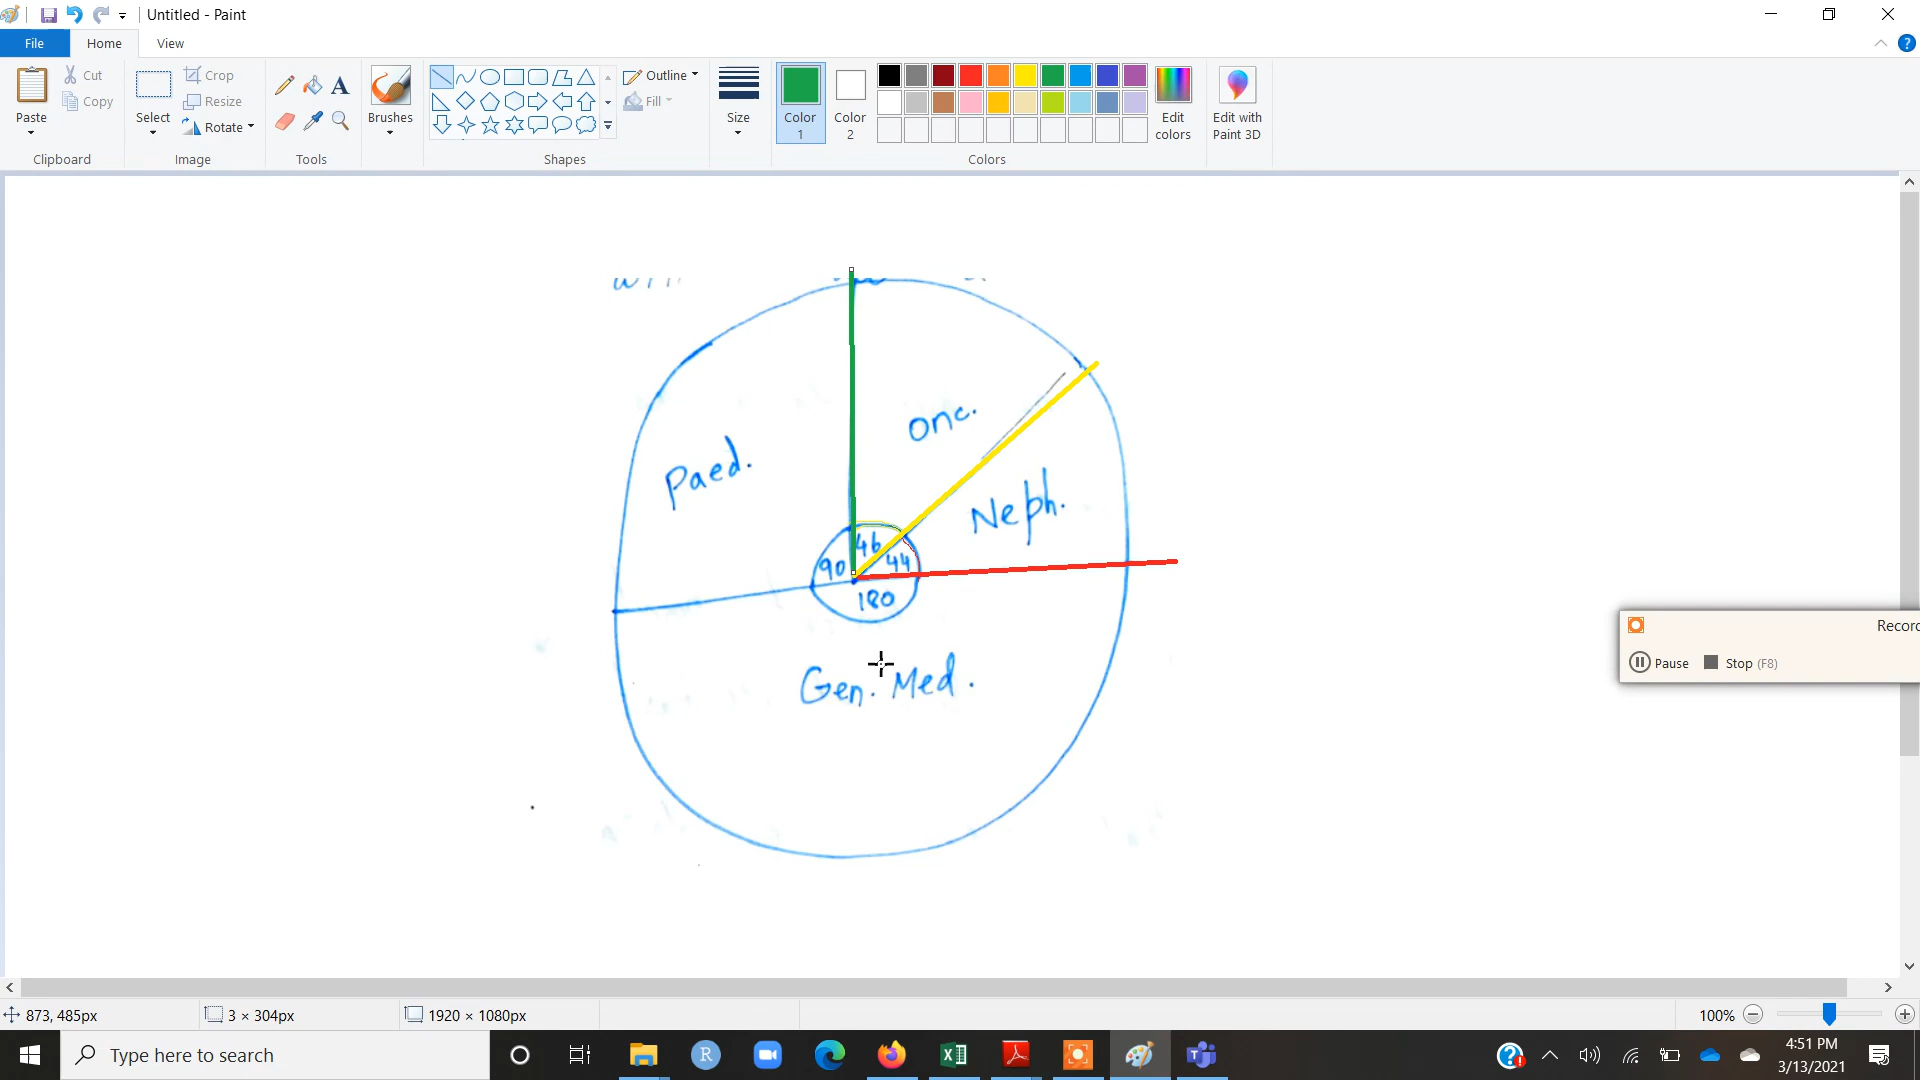 Untitled - Paint
File Home View
Paste
Cut
Copy
Clipboard
Select
Crop
Resize
Rotate
Image
A
Tools
Brushes
Shapes
Outline
Fill
Size
Color 1
Color 2
Colors
Edit colors
Edit with Paint 3D
Paed.
Onc.
Neph.
46
90
44
180
Gen. Med.
Recor
Pause Stop (F8)
873, 485px
3 × 304px
1920 × 1080px
100%
Type here to search
4:51 PM
3/13/2021